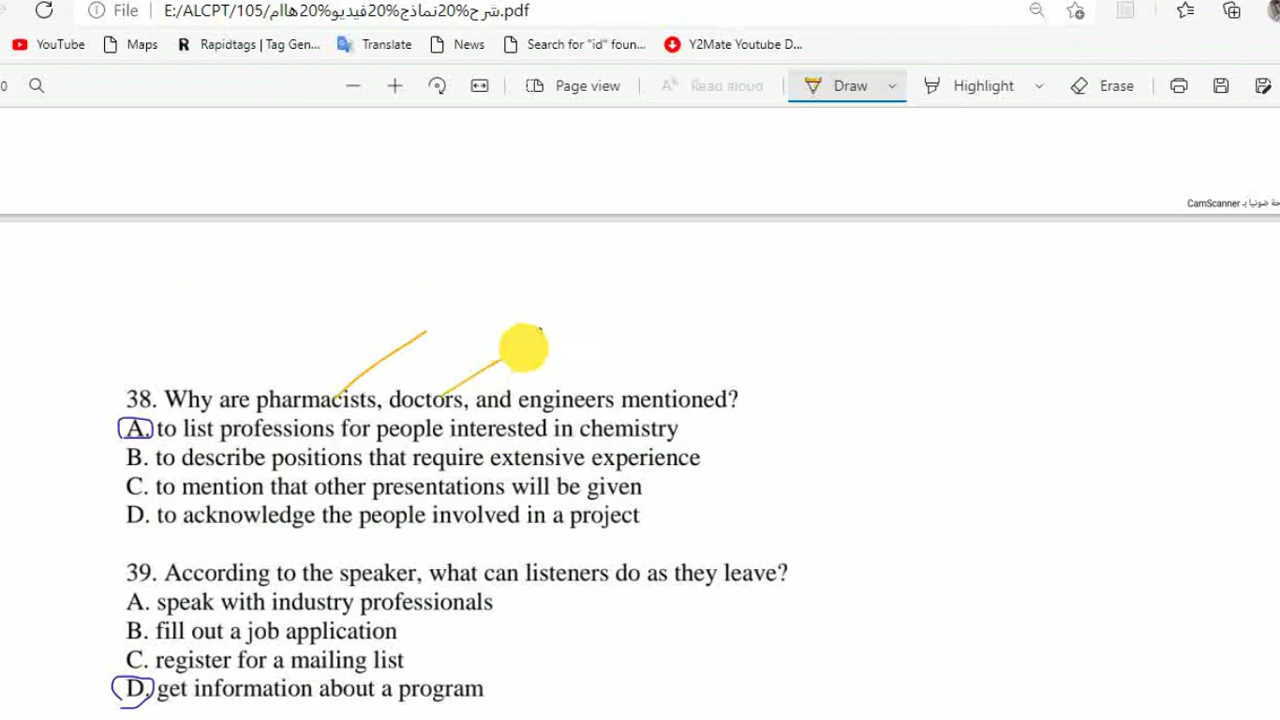 File E:/ALCPT/105/شرح%20نماذج%20فيديو%20هاام.pdf
YouTube Maps R Rapidtags | Tag Gen... Translate News Search for "id" foun... Y2Mate Youtube D...
0 Page view Read aloud Draw Highlight Erase
CamScanner بـ ضوئيا
38. Why are pharmacists, doctors, and engineers mentioned?
A. to list professions for people interested in chemistry
B. to describe positions that require extensive experience
C. to mention that other presentations will be given
D. to acknowledge the people involved in a project
39. According to the speaker, what can listeners do as they leave?
A. speak with industry professionals
B. fill out a job application
C. register for a mailing list
D. get information about a program